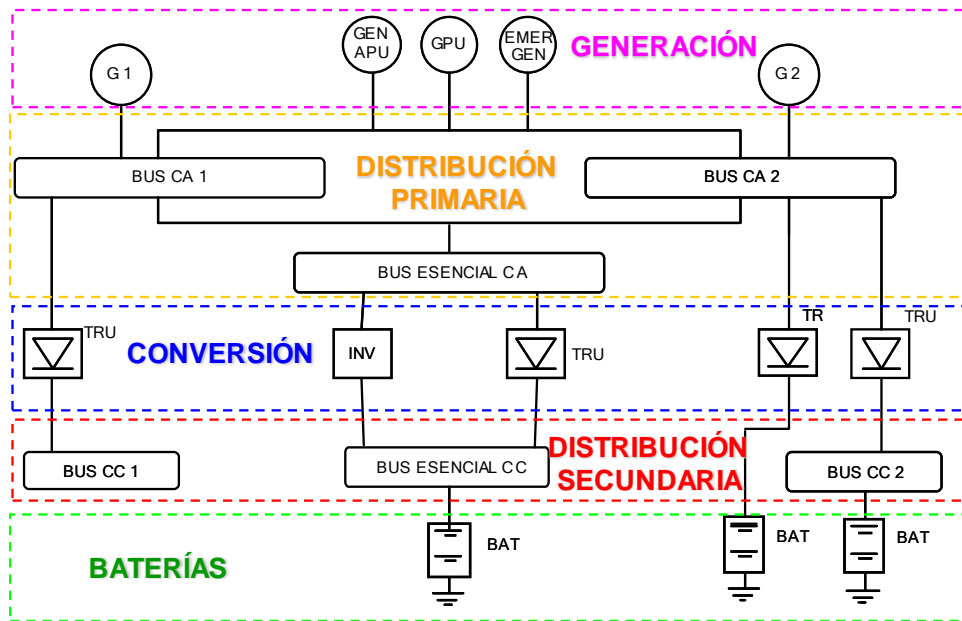 GEN
APU
GPU
EMER
GEN
GENERACIÓN
G 1
G 2
DISTRIBUCIÓN
PRIMARIA
BUS CA 1
BUS CA 2
BUS ESENCIAL CA
TRU
CONVERSIÓN
INV
TRU
TR
TRU
BUS CC 1
BUS ESENCIAL CC
DISTRIBUCIÓN
SECUNDARIA
BUS CC 2
BATERÍAS
BAT
BAT
BAT